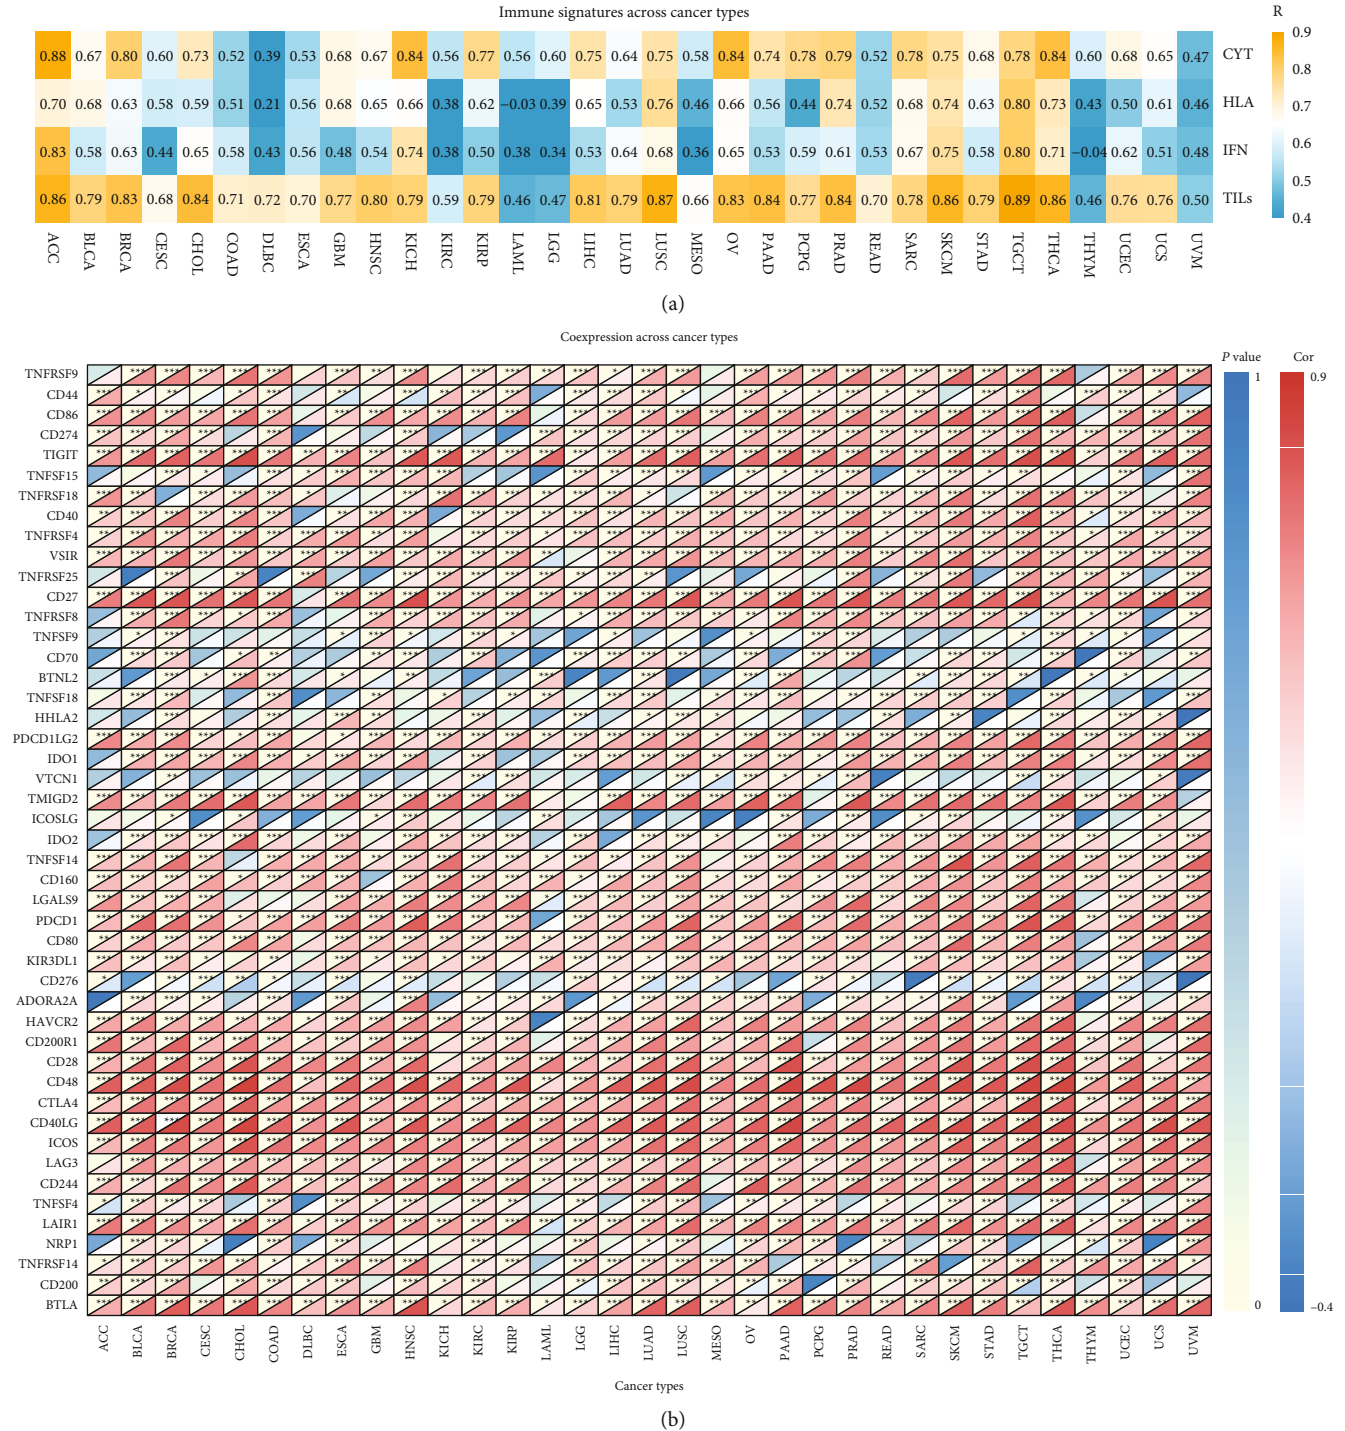 Immune signatures across cancer types
R
0.88 0.67 0.80 0.60 0.73 0.52 0.39 0.53 0.68 0.67 0.84 0.56 0.77 0.56 0.60 0.75 0.64 0.75 0.58 0.84 0.74 0.78 0.79 0.52 0.78 0.75 0.68 0.78 0.84 0.60 0.68 0.65 0.47 CYT
0.70 0.68 0.63 0.58 0.59 0.51 0.21 0.56 0.68 0.65 0.66 0.38 0.62 −0.03 0.39 0.65 0.53 0.76 0.46 0.66 0.56 0.44 0.74 0.52 0.68 0.74 0.63 0.80 0.73 0.43 0.50 0.61 0.46 HLA
0.83 0.58 0.63 0.44 0.65 0.58 0.43 0.56 0.48 0.54 0.74 0.38 0.50 0.38 0.34 0.53 0.64 0.68 0.36 0.65 0.53 0.59 0.61 0.53 0.67 0.75 0.58 0.80 0.71 −0.04 0.62 0.51 0.48 IFN
0.86 0.79 0.83 0.68 0.84 0.71 0.72 0.70 0.77 0.80 0.79 0.59 0.79 0.46 0.47 0.81 0.79 0.87 0.66 0.83 0.84 0.77 0.84 0.70 0.78 0.86 0.79 0.89 0.86 0.46 0.76 0.76 0.50 TILs
0.9
0.8
0.7
0.6
0.5
0.4
ACC BLCA BRCA CESC CHOL COAD DLBC ESCA GBM HNSC KICH KIRC KIRP LAML LGG LIHC LUAD LUSC MESO OV PAAD PCPG PRAD READ SARC SKCM STAD TGCT THCA THYM UCEC UCS UVM
(a)
Coexpression across cancer types
P value Cor
1 0.9
TNFRSF9
CD44
CD86
CD274
TIGIT
TNFSF15
TNFRSF18
CD40
TNFRSF4
VSIR
TNFRSF25
CD27
TNFRSF8
TNFSF9
CD70
BTNL2
TNFSF18
HHLA2
PDCD1LG2
IDO1
VTCN1
TMIGD2
ICOSLG
IDO2
TNFSF14
CD160
LGALS9
PDCD1
CD80
KIR3DL1
CD276
ADORA2A
HAVCR2
CD200R1
CD28
CD48
CTLA4
CD40LG
ICOS
LAG3
CD244
TNFSF4
LAIR1
NRP1
TNFRSF14
CD200
BTLA
0 −0.4
ACC BLCA BRCA CESC CHOL COAD DLBC ESCA GBM HNSC KICH KIRC KIRP LAML LGG LIHC LUAD LUSC MESO OV PAAD PCPG PRAD READ SARC SKCM STAD TGCT THCA THYM UCEC UCS UVM
Cancer types
(b)